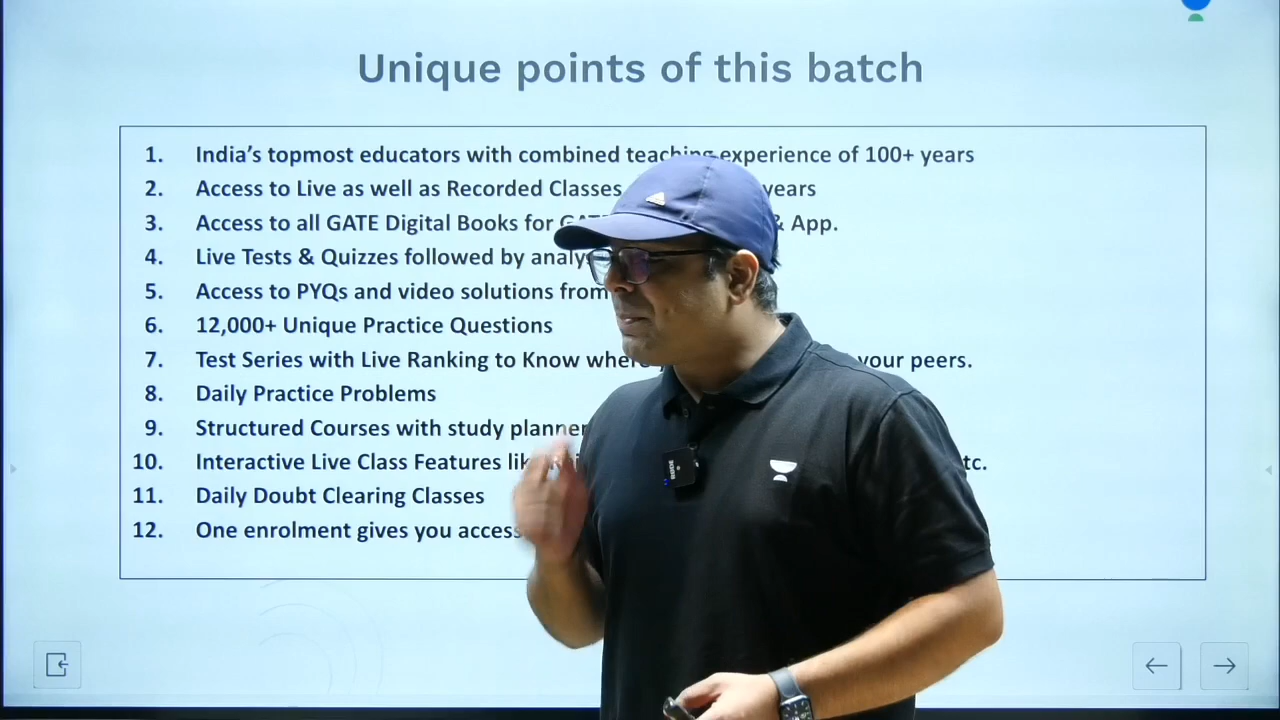 Unique points of this batch
1. India's topmost educators with combined teaching experience of 100+ years
2. Access to Live as well as Recorded Classes years
3. Access to all GATE Digital Books for & App.
4. Live Tests & Quizzes followed by
5. Access to PYQs and video solutions from
6. 12,000+ Unique Practice Questions
7. Test Series with Live Ranking to Know where your peers.
8. Daily Practice Problems
9. Structured Courses with study planner
10. Interactive Live Class Features
11. Daily Doubt Clearing Classes
12. One enrolment gives you access